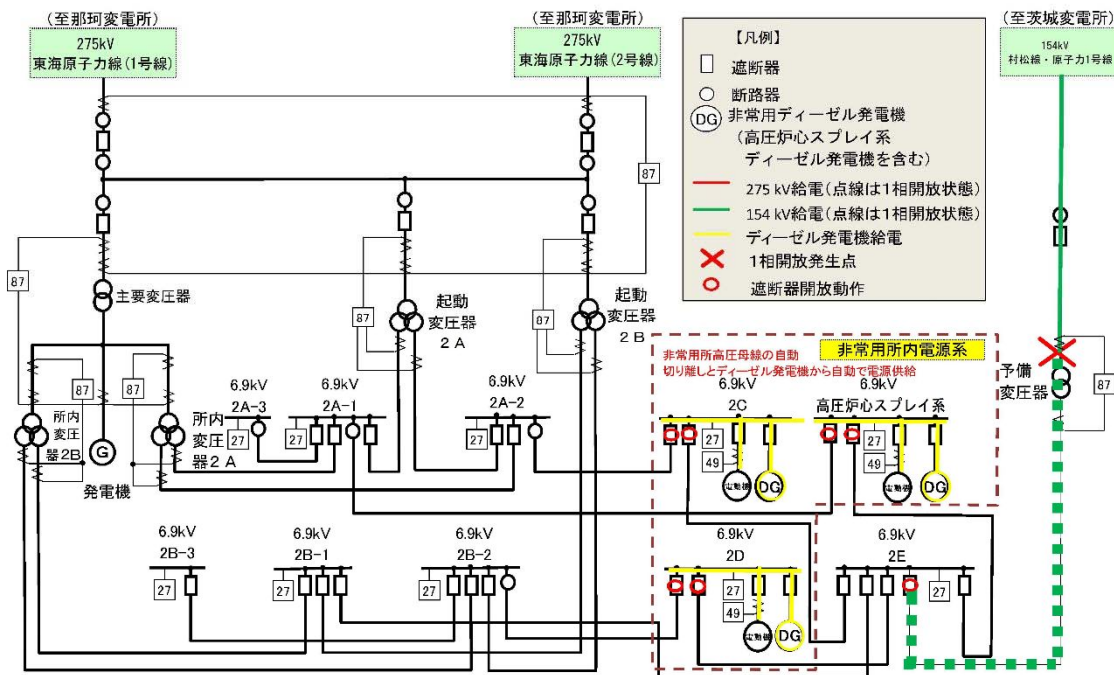 (至那珂変電所)
275kV
東海原子力線(1号線)
(至那珂変電所)
275kV
東海原子力線(2号線)
(至茨城変電所)
154kV
村松線・原子力1号線
【凡例】
遮断器
断路器
DG
非常用ディーゼル発電機
(高圧炉心スプレイ系
ディーゼル発電機を含む)
275 kV給電(点線は1相開放状態)
154 kV給電(点線は1相開放状態)
ディーゼル発電機給電
1相開放発生点
遮断器開放動作
87
87
主要変圧器
87
起動
変圧器
2A
87
起動
変圧器
2B
87
87
所内
変圧
器2B
G
発電機
所内
変圧
器2A
予備
変圧器
87
非常用所高圧母線の自動
切り離しとディーゼル発電機から自動で電源供給
非常用所内電源系
6.9kV
2A-3
27
6.9kV
2A-1
27
6.9kV
2A-2
27
6.9kV
2C
27
49
電動機
DG
6.9kV
高圧炉心スプレイ系
27
49
電動機
DG
6.9kV
2B-3
27
6.9kV
2B-1
27
6.9kV
2B-2
27
6.9kV
2D
27
49
電動機
DG
6.9kV
2E
27